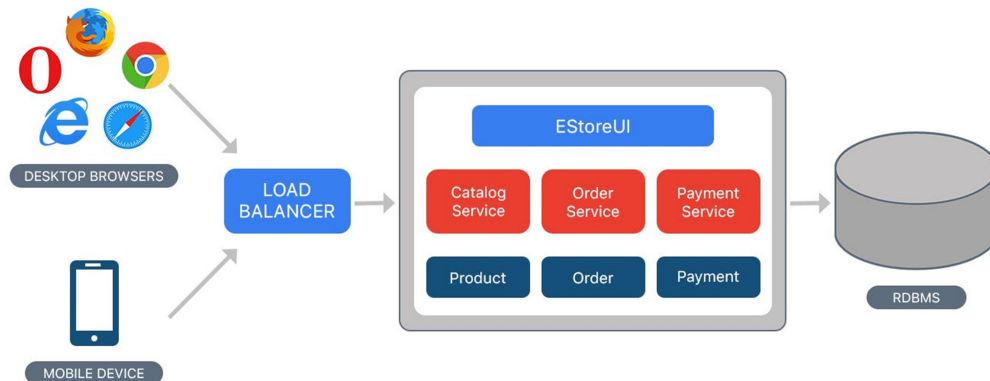 DESKTOP BROWSERS
MOBILE DEVICE
LOAD
BALANCER
EStoreUI
Catalog
Service
Order
Service
Payment
Service
Product
Order
Payment
RDBMS